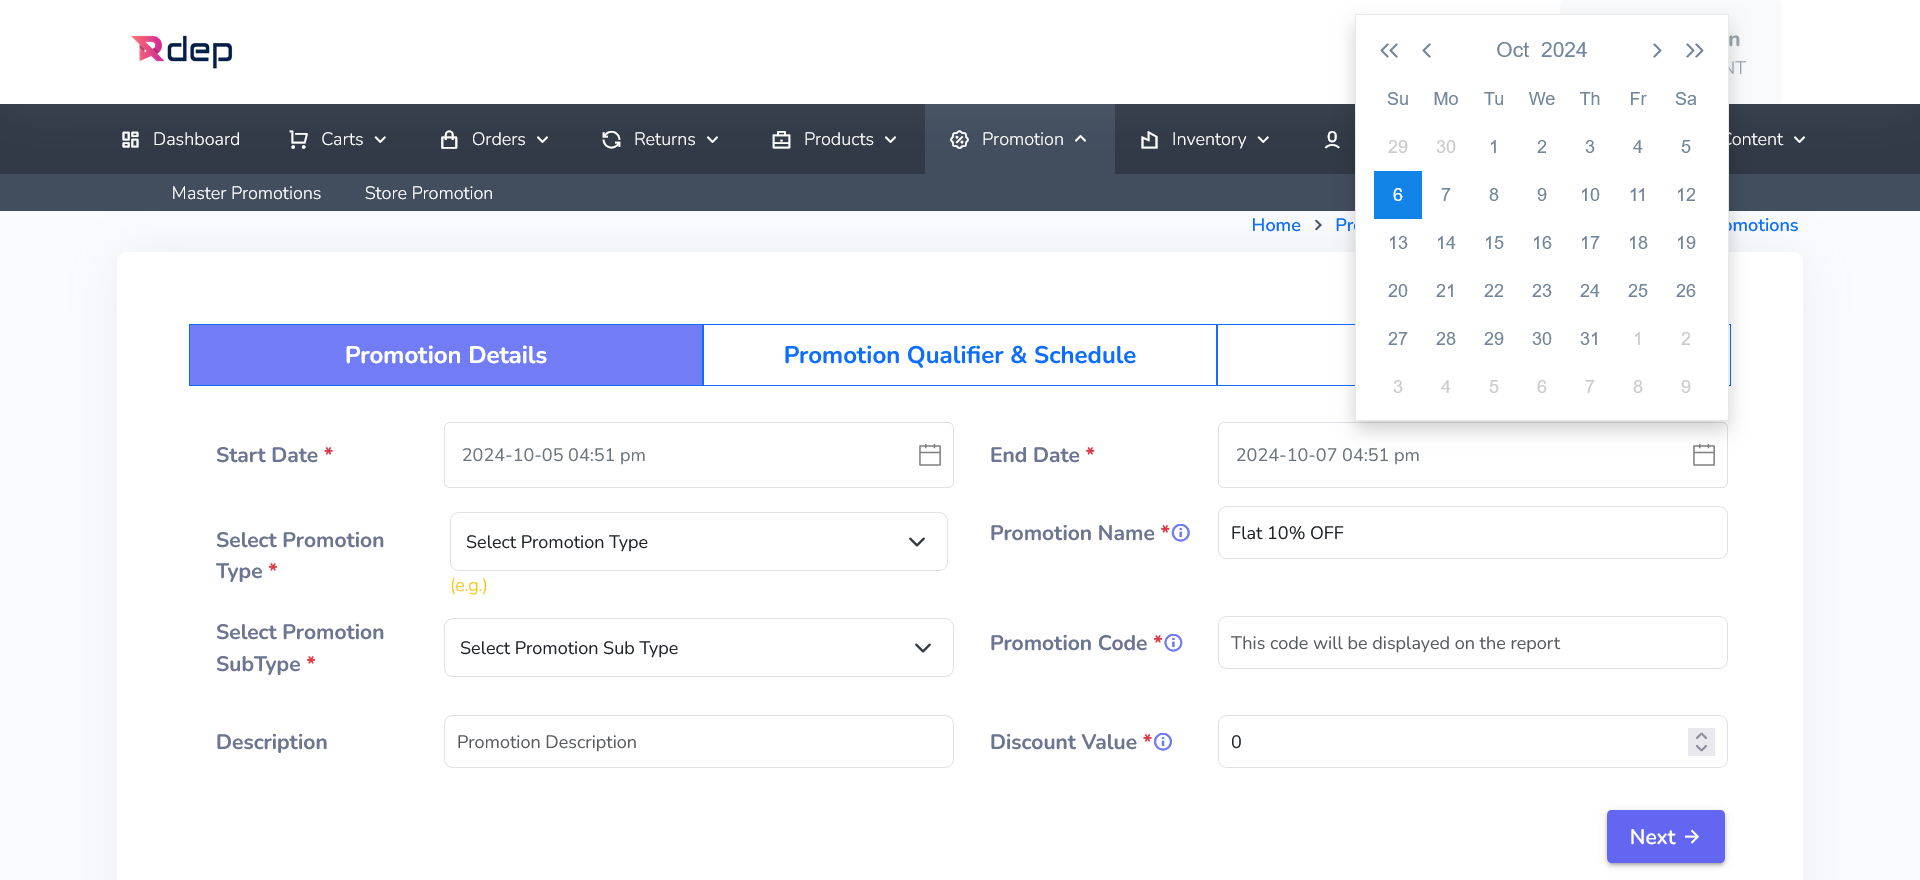 Rdep
Oct 2024
Su Mo Tu We Th Fr Sa
29 30 1 2 3 4 5
6 7 8 9 10 11 12
13 14 15 16 17 18 19
20 21 22 23 24 25 26
27 28 29 30 31 1 2
3 4 5 6 7 8 9
Dashboard Carts Orders Returns Products Promotion Inventory Content
Master Promotions Store Promotion
Home
Promotion Details Promotion Qualifier & Schedule
Start Date * 2024-10-05 04:51 pm End Date * 2024-10-07 04:51 pm
Select Promotion Type * Select Promotion Type Promotion Name * Flat 10% OFF
(e.g.)
Select Promotion SubType * Select Promotion Sub Type Promotion Code * This code will be displayed on the report
Description Promotion Description Discount Value * 0
Next